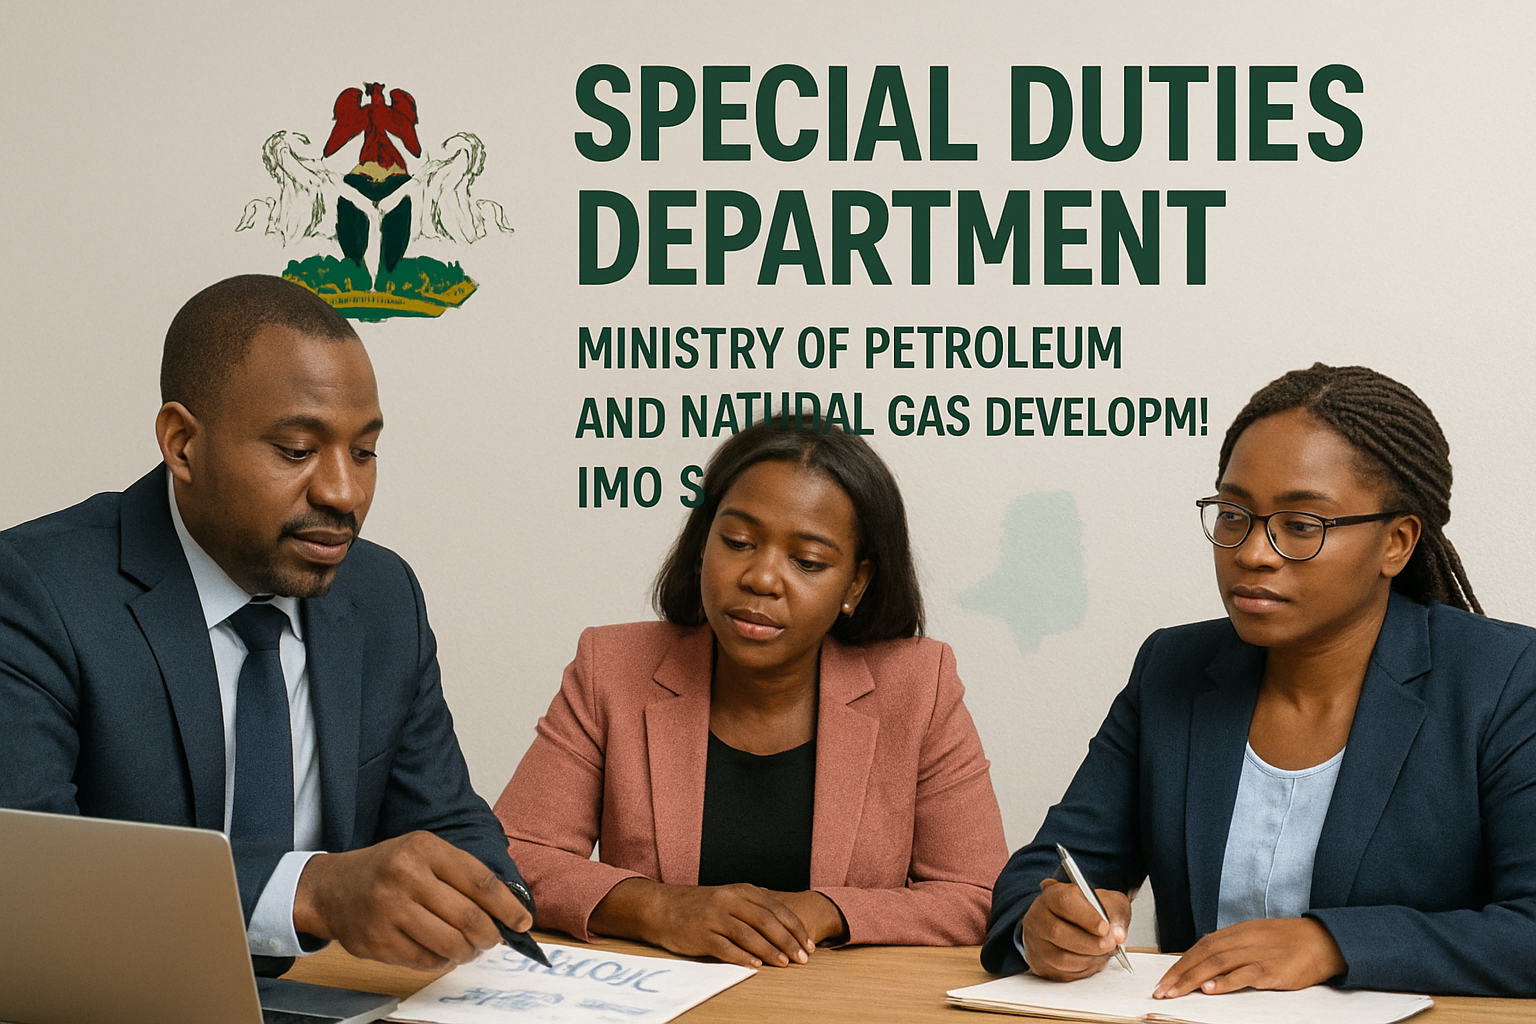 SPECIAL DUTIES
DEPARTMENT
MINISTRY OF PETROLEUM
AND NATUDAL GAS DEVELOPM!
IMO S